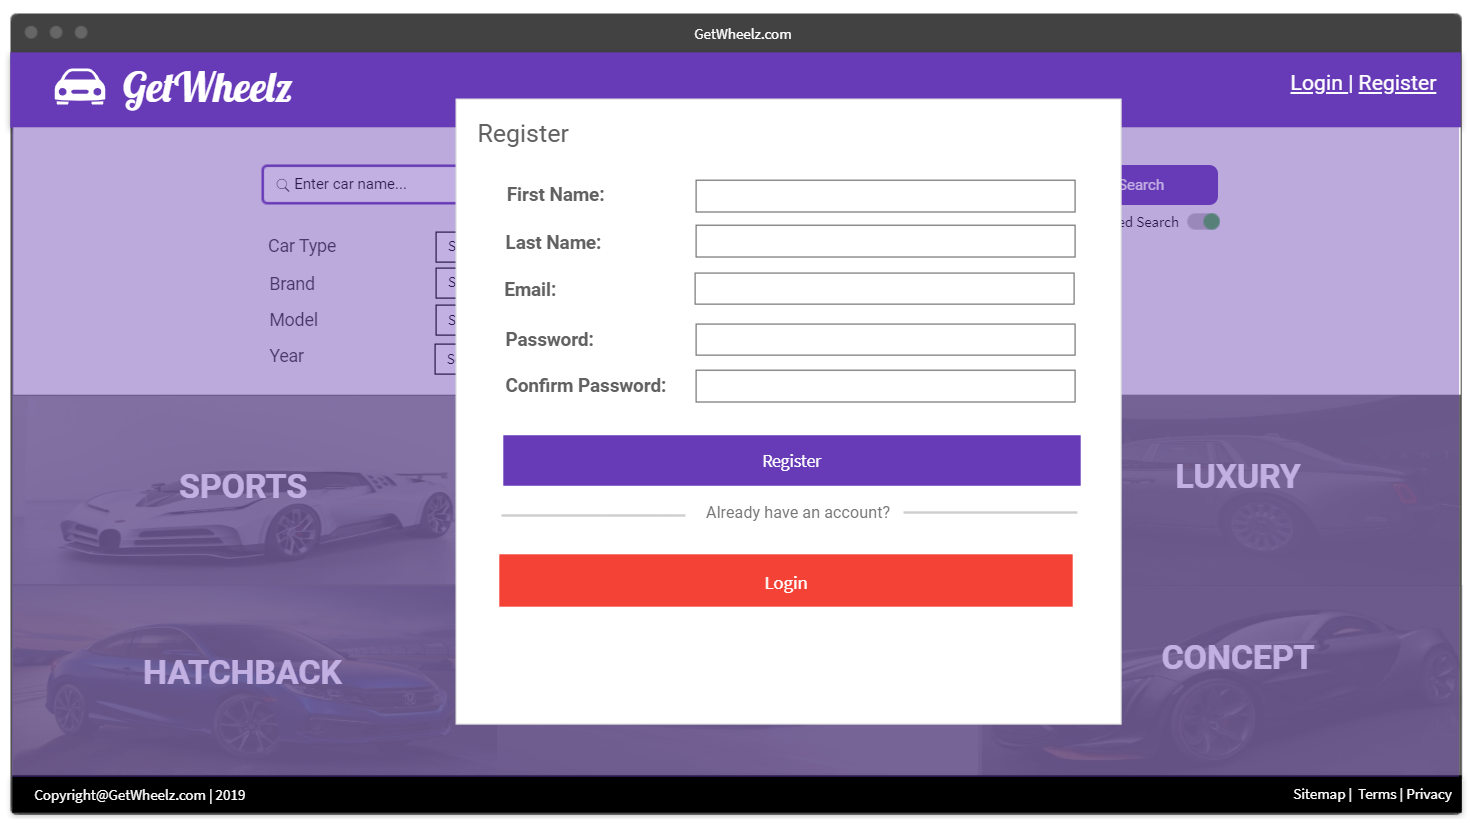 GetWheelz.com
GetWheelz
Login | Register
Register
Enter car name...
Search
First Name:
Last Name:
ed Search
Car Type
S
Email:
Brand
S
Model
S
Password:
Year
S
Confirm Password:
Register
SPORTS
LUXURY
Already have an account?
Login
HATCHBACK
CONCEPT
Copyright@GetWheelz.com | 2019
Sitemap | Terms | Privacy